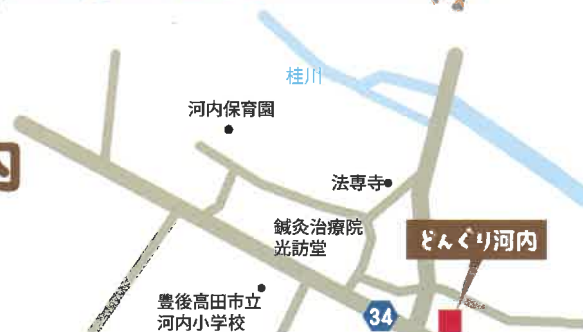 桂川
河内保育園
法専寺
鍼灸治療院
光訪堂
どんぐり河内
豊後高田市立
河内小学校
34